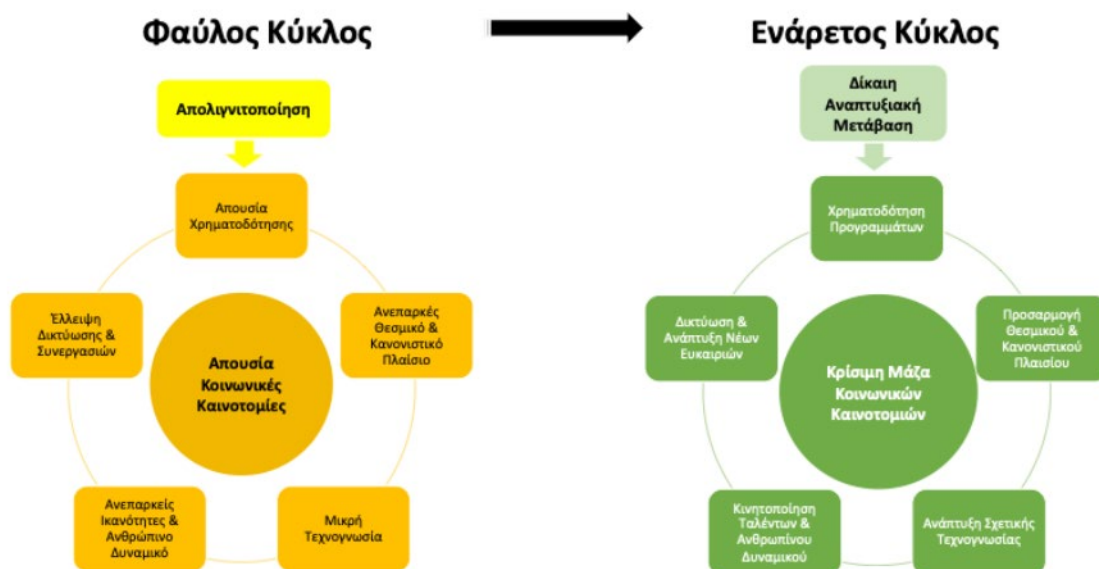 Φαύλος Κύκλος
Ενάρετος Κύκλος
Απολιγνιτοποίηση
Απουσία
Χρηματοδότησης
Ανεπαρκές
Θεσμικό &
Κανονιστικό
Πλαίσιο
Μικρή
Τεχνογνωσία
Ανεπαρκείς
Ικανότητες &
Ανθρώπινο
Δυναμικό
Έλλειψη
Δικτύωσης &
Συνεργασιών
Απουσία
Κοινωνικές
Καινοτομίες
Δίκαιη
Αναπτυξιακή
Μετάβαση
Χρηματοδότηση
Προγραμμάτων
Προσαρμογή
Θεσμικού &
Κανονιστικού
Πλαισίου
Ανάπτυξη Σχετικής
Τεχνογνωσίας
Κινητοποίηση
Ταλέντων &
Ανθρωπίνου
Δυναμικού
Δικτύωση &
Ανάπτυξη Νέων
Ευκαιριών
Κρίσιμη Μάζα
Κοινωνικών
Καινοτομιών